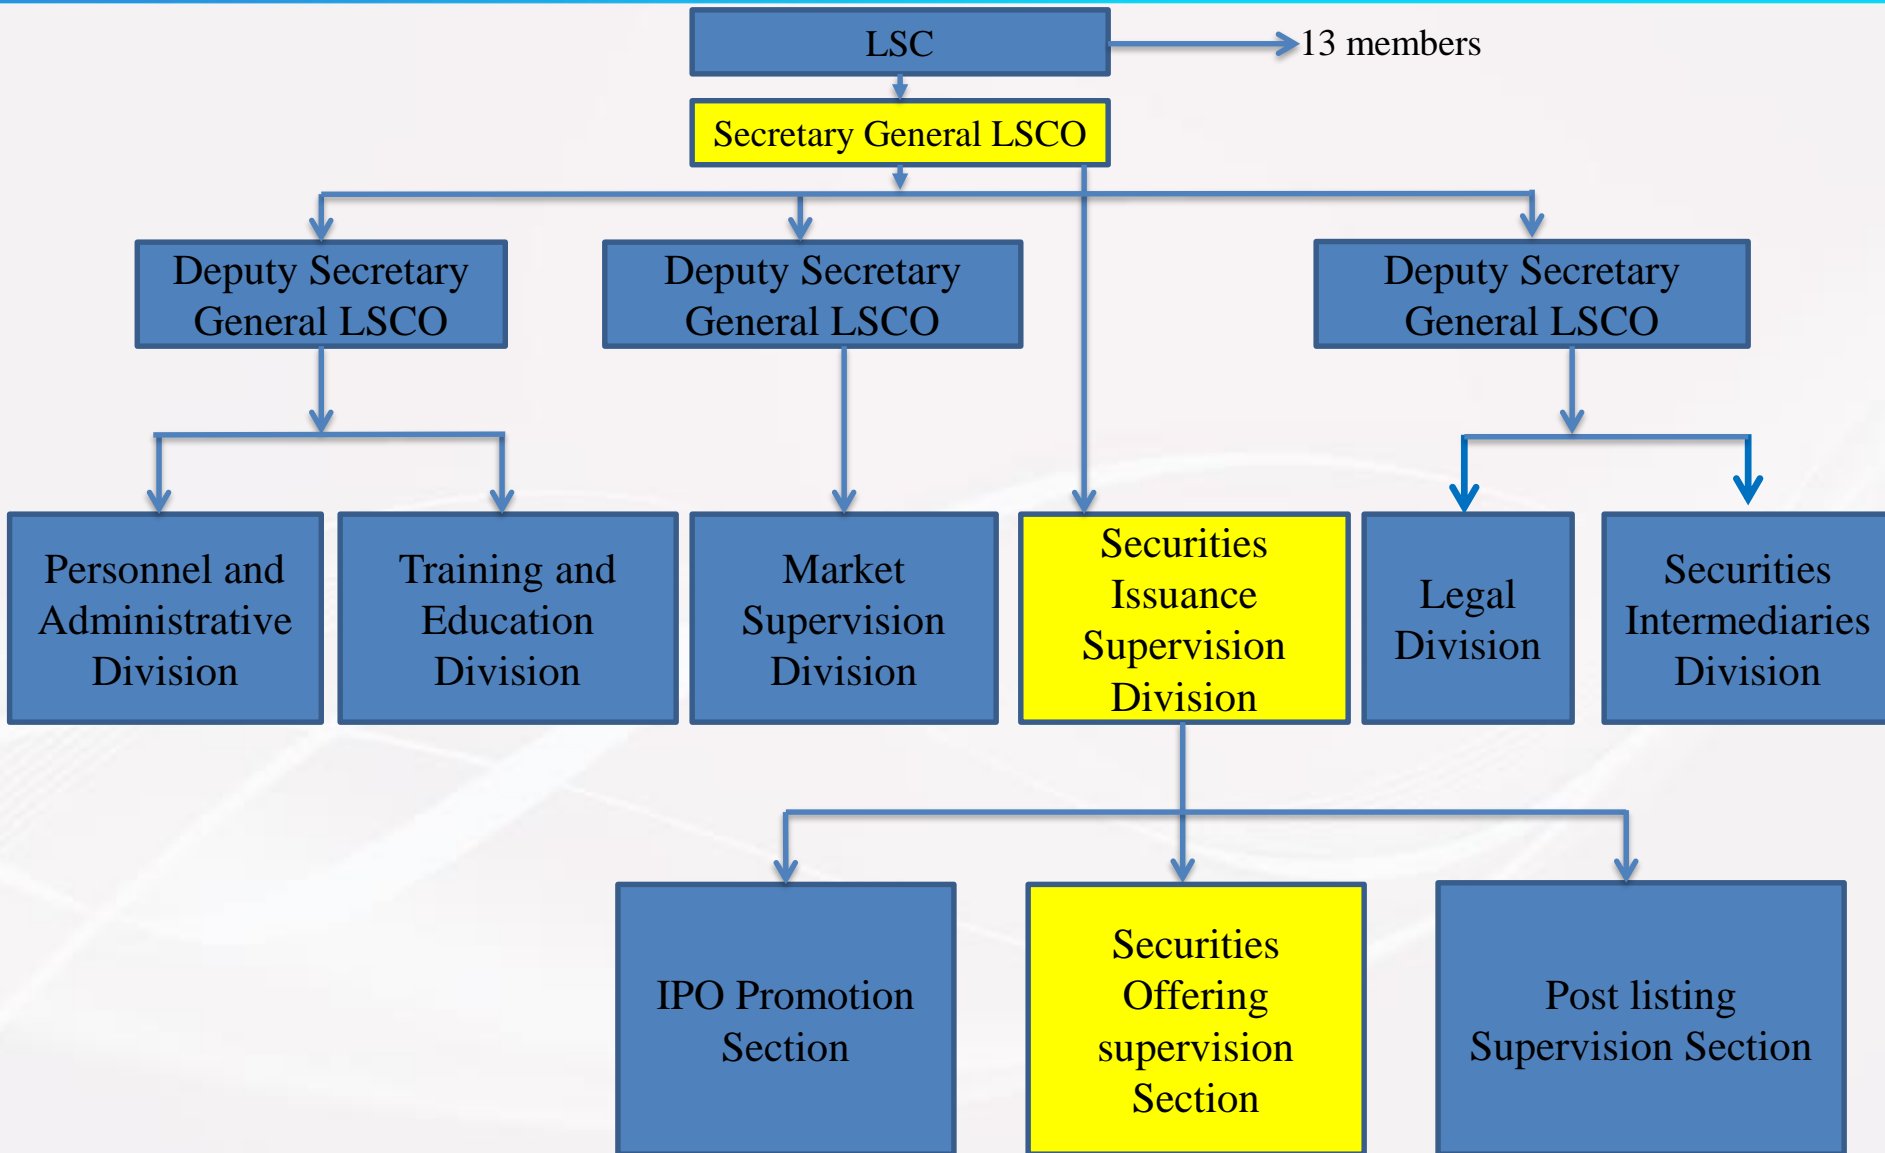 LSC
13 members
Secretary General LSCO
Deputy Secretary
General LSCO
Deputy Secretary
General LSCO
Deputy Secretary
General LSCO
Personnel and
Administrative
Division
Training and
Education
Division
Market
Supervision
Division
Securities
Issuance
Supervision
Division
Legal
Division
Securities
Intermediaries
Division
IPO Promotion
Section
Securities
Offering
supervision
Section
Post listing
Supervision Section